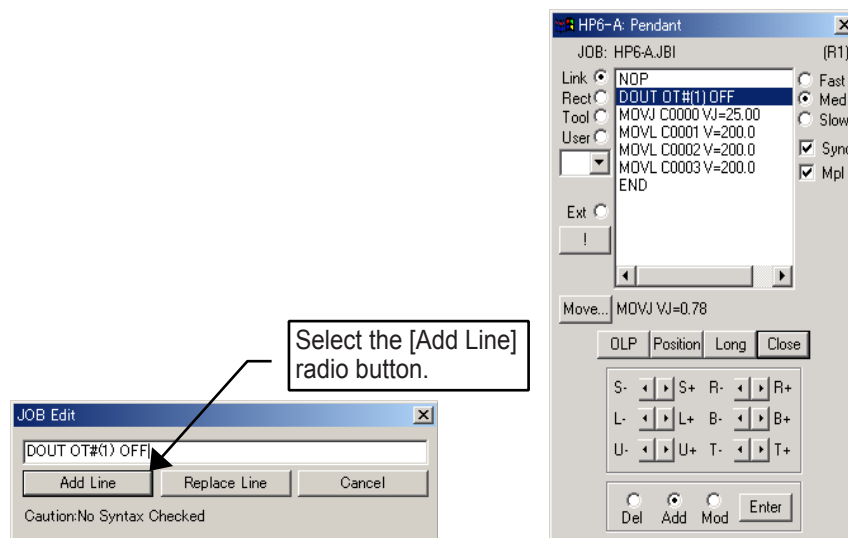 Select the [Add Line]
radio button.
JOB Edit
DOUT OT#(1) OFF
Add Line Replace Line Cancel
Caution:No Syntax Checked
HP6-A: Pendant
JOB: HP6-A.JBI (R1)
Link NOP Fast
Rect DOUT OT#(1) OFF Med
Tool MOVJ C0000 VJ=25.00 Slow
User MOVL C0001 V=200.0
MOVL C0002 V=200.0 Sync
MOVL C0003 V=200.0 Mpl
END
Ext
!
Move... MOVJ VJ=0.78
OLP Position Long Close
S- S+ R- R+
L- L+ B- B+
U- U+ T- T+
Del Add Mod Enter